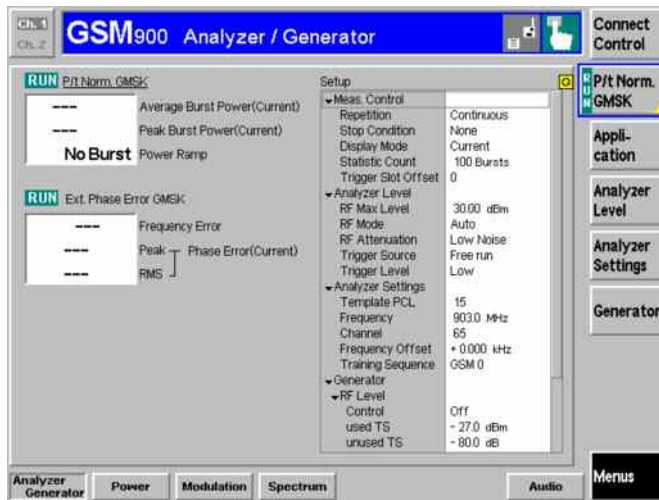 Ch. 1
Ch. 2
GSM900 Analyzer / Generator
Connect Control
RUN P/t Norm. GMSK
--- Average Burst Power(Current)
--- Peak Burst Power(Current)
No Burst Power Ramp
RUN Ext. Phase Error GMSK
--- Frequency Error
--- Peak Phase Error(Current)
--- RMS
Setup
Meas. Control
Repetition Continuous
Stop Condition None
Display Mode Current
Statistic Count 100 Bursts
Trigger Slot Offset 0
Analyzer Level
RF Max Level 30.00 dBm
RF Mode Auto
RF Attenuation Low Noise
Trigger Source Free run
Trigger Level Low
Analyzer Settings
Template PCL 15
Frequency 903.0 MHz
Channel 65
Frequency Offset + 0.000 kHz
Training Sequence GSM 0
Generator
RF Level
Control Off
used TS - 27.0 dBm
unused TS - 80.0 dB
RUN
P/t Norm.
GMSK
Appli-
cation
Analyzer
Level
Analyzer
Settings
Generator
Menus
Analyzer
Generator
Power
Modulation
Spectrum
Audio